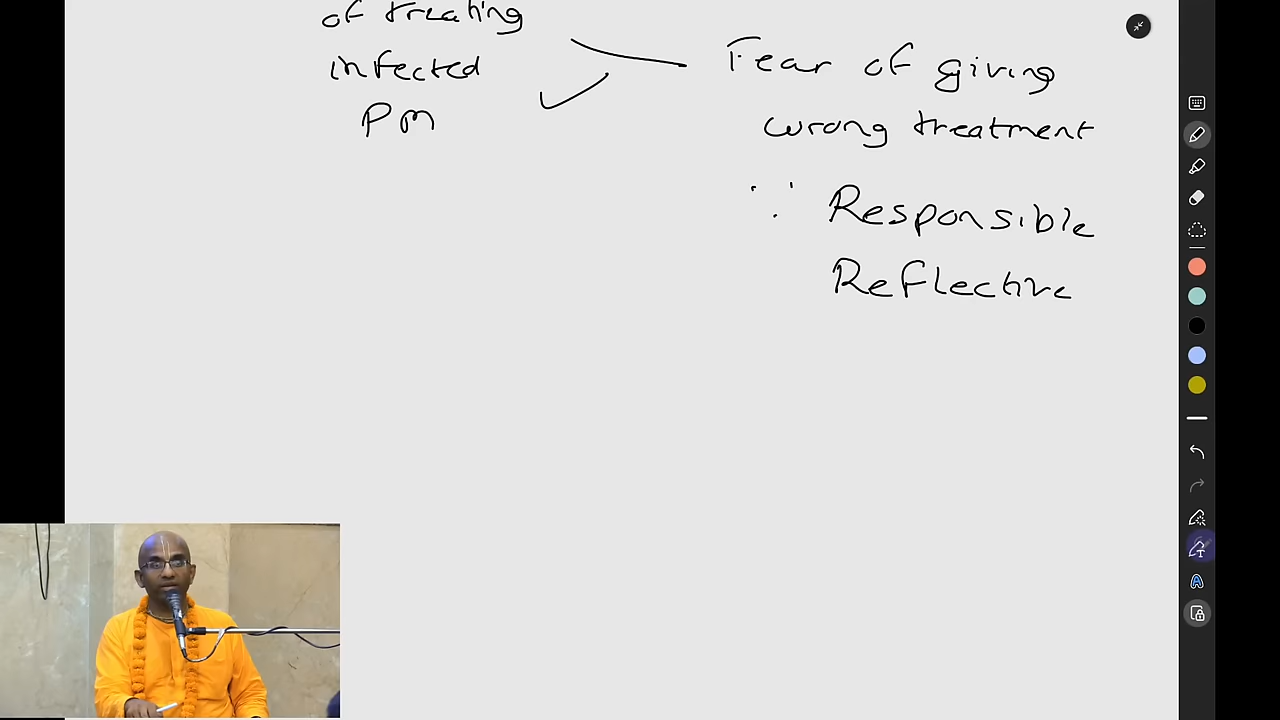 of treating
infected
PM
Fear of giving
wrong treatment
∵ Responsible
Reflective